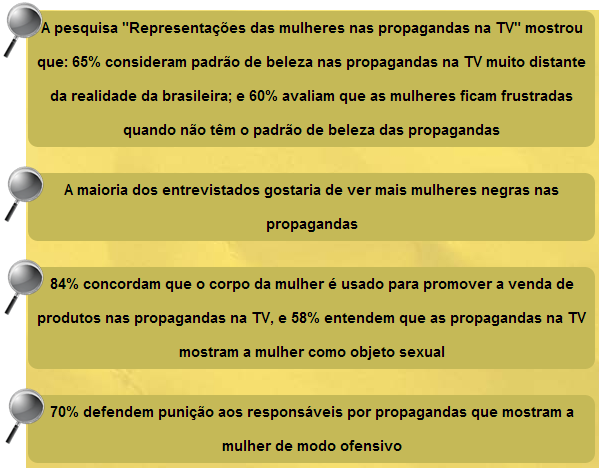 A pesquisa "Representações das mulheres nas propagandas na TV" mostrou
que: 65% consideram padrão de beleza nas propagandas na TV muito distante
da realidade da brasileira; e 60% avaliam que as mulheres ficam frustradas
quando não têm o padrão de beleza das propagandas
A maioria dos entrevistados gostaria de ver mais mulheres negras nas
propagandas
84% concordam que o corpo da mulher é usado para promover a venda de
produtos nas propagandas na TV, e 58% entendem que as propagandas na TV
mostram a mulher como objeto sexual
70% defendem punição aos responsáveis por propagandas que mostram a
mulher de modo ofensivo